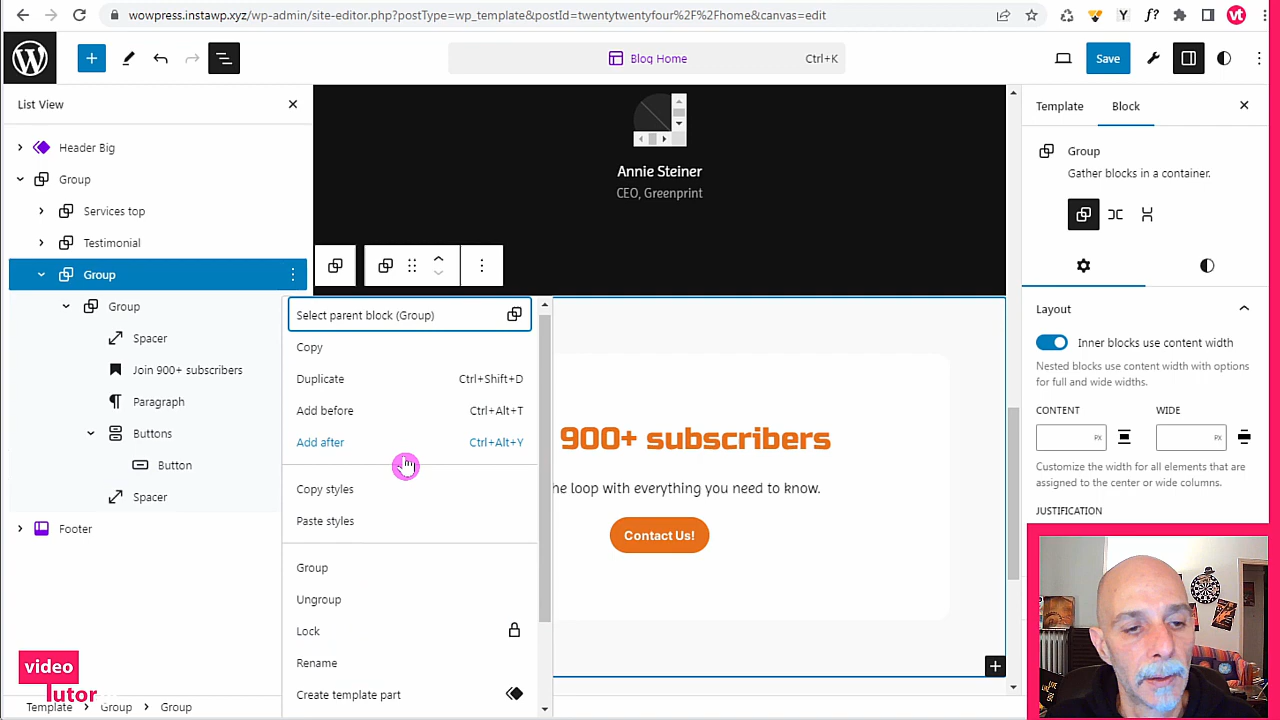 wowpress.instawp.xyz/wp-admin/site-editor.php?postType=wp_template&postId=twentytwentyfour%2F%2Fhome&canvas=edit
Blog Home
Ctrl+K
Save
List View
Template
Block
Header Big
Group
Services top
Testimonial
Group
Group
Spacer
Join 900+ subscribers
Paragraph
Buttons
Button
Spacer
Footer
Annie Steiner
CEO, Greenprint
Select parent block (Group)
Copy
Duplicate Ctrl+Shift+D
Add before Ctrl+Alt+T
Add after Ctrl+Alt+Y
Copy styles
Paste styles
Group
Ungroup
Lock
Rename
Create template part
900+ subscribers
he loop with everything you need to know.
Contact Us!
Group
Gather blocks in a container.
Layout
Inner blocks use content width
Nested blocks use content width with options
for full and wide widths.
CONTENT
WIDE
PX
PX
Customize the width for all elements that are
assigned to the center or wide columns.
JUSTIFICATION
video
Tutor
Template
Group
Group